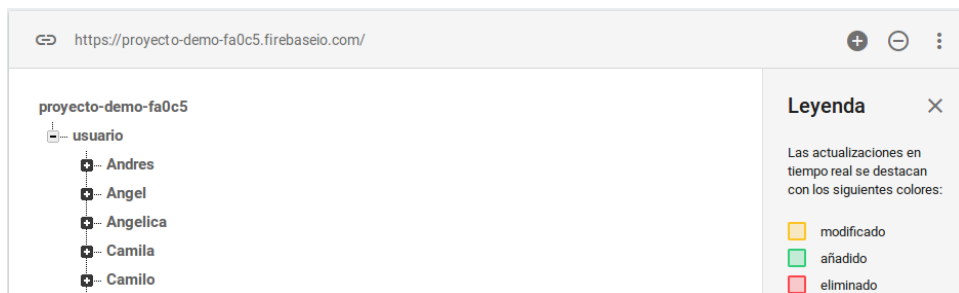 https://proyecto-demo-fa0c5.firebaseio.com/
proyecto-demo-fa0c5
usuario
Andres
Angel
Angelica
Camila
Camilo
Leyenda
Las actualizaciones en
tiempo real se destacan
con los siguientes colores:
modificado
añadido
eliminado